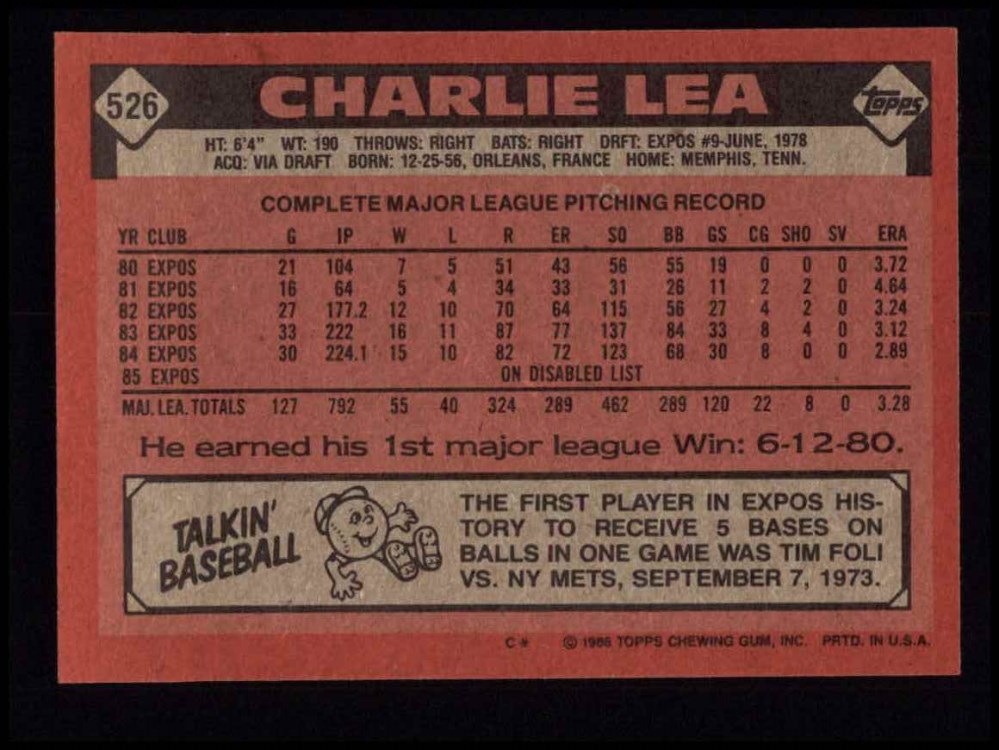 526 CHARLIE LEA Topps
HT: 6'4" WT: 190 THROWS: RIGHT BATS: RIGHT DRFT: EXPOS #9-JUNE, 1978
ACQ: VIA DRAFT BORN: 12-25-56, ORLEANS, FRANCE HOME: MEMPHIS, TENN.
COMPLETE MAJOR LEAGUE PITCHING RECORD
YR CLUB G IP W L R ER SO BB GS CG SHO SV ERA
80 EXPOS 21 104 7 5 51 43 56 55 19 0 0 0 3.72
81 EXPOS 16 64 5 4 34 33 31 26 11 2 2 0 4.64
82 EXPOS 27 177.2 12 10 70 64 115 56 27 4 2 0 3.24
83 EXPOS 33 222 16 11 87 77 137 84 33 8 4 0 3.12
84 EXPOS 30 224.1 15 10 82 72 123 68 30 8 0 0 2.89
85 EXPOS ON DISABLED LIST
MAJ. LEA. TOTALS 127 792 55 40 324 289 462 289 120 22 8 0 3.28
He earned his 1st major league Win: 6-12-80.
TALKIN'
BASEBALL
THE FIRST PLAYER IN EXPOS HIS-
TORY TO RECEIVE 5 BASES ON
BALLS IN ONE GAME WAS TIM FOLI
VS. NY METS, SEPTEMBER 7, 1973.
C* © 1986 TOPPS CHEWING GUM, INC. PRTD. IN U.S.A.